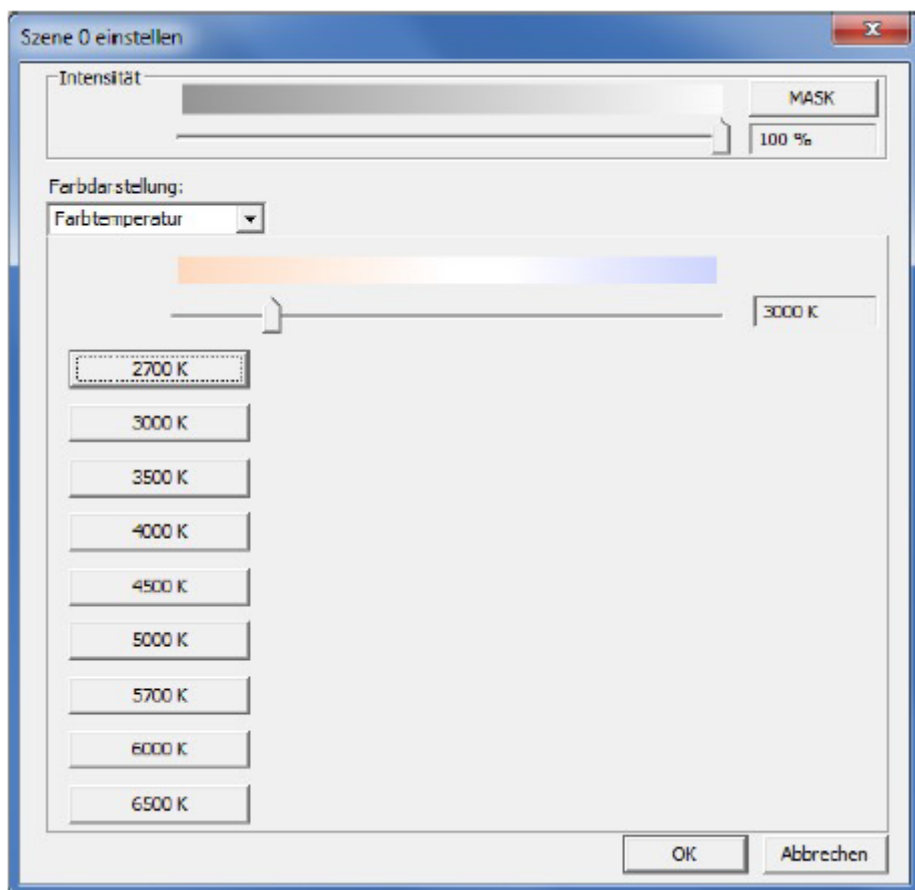 Szene 0 einstellen
Intensität
MASK
100 %
Farbdarstellung:
Farbtemperatur
3000 K
2700 K
3000 K
3500 K
4000 K
4500 K
5000 K
5700 K
6000 K
6500 K
OK
Abbrechen